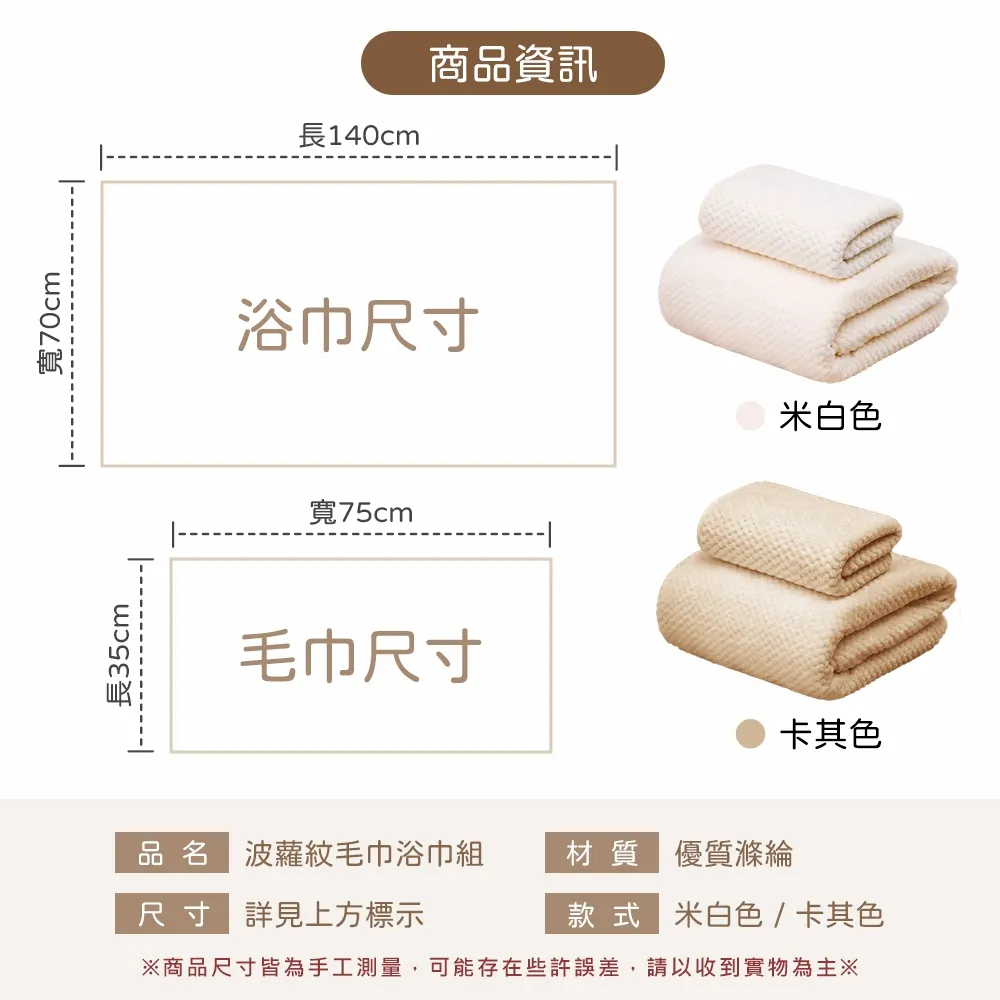 商品資訊
長140cm
寬70cm
浴巾尺寸
米白色
寬75cm
長35cm
毛巾尺寸
卡其色
品名 波蘿紋毛巾浴巾組
材質 優質滌綸
尺寸 詳見上方標示
款式 米白色 / 卡其色
※商品尺寸皆為手工測量，可能存在些許誤差，請以收到實物為主※